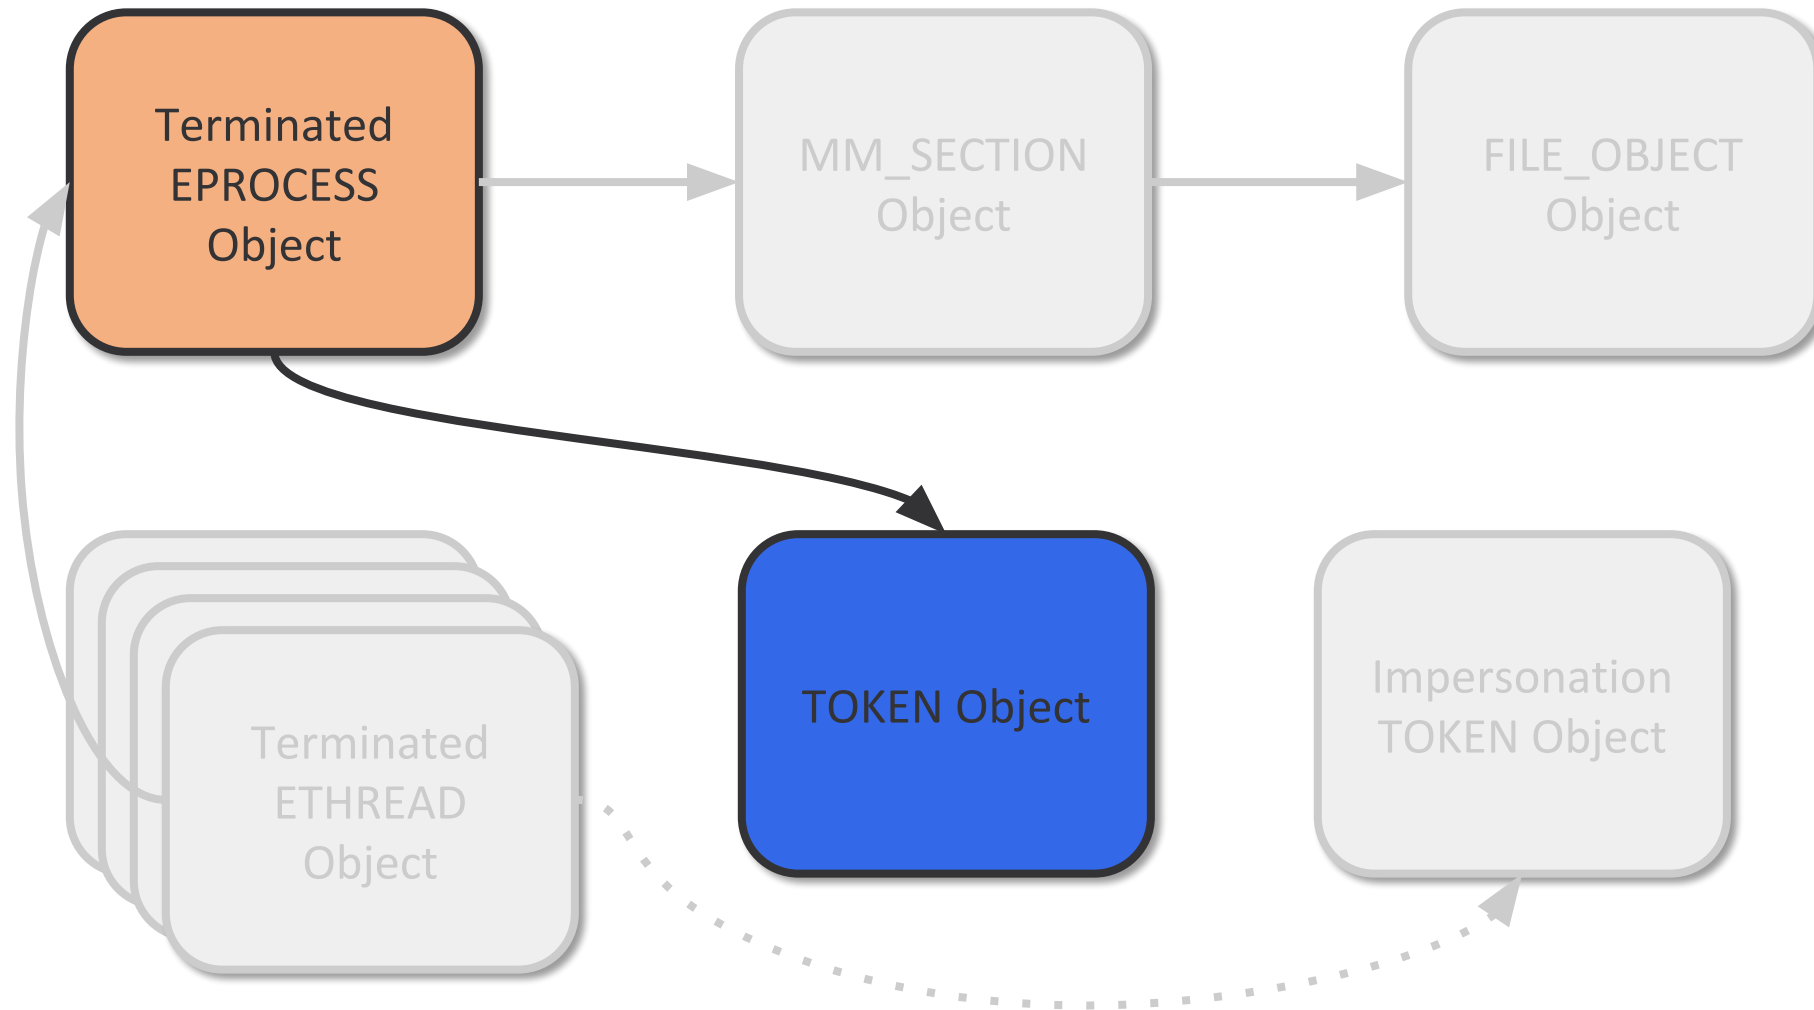 Terminated
EPROCESS
Object
MM_SECTION
Object
FILE_OBJECT
Object
Terminated
ETHREAD
Object
TOKEN Object
Impersonation
TOKEN Object